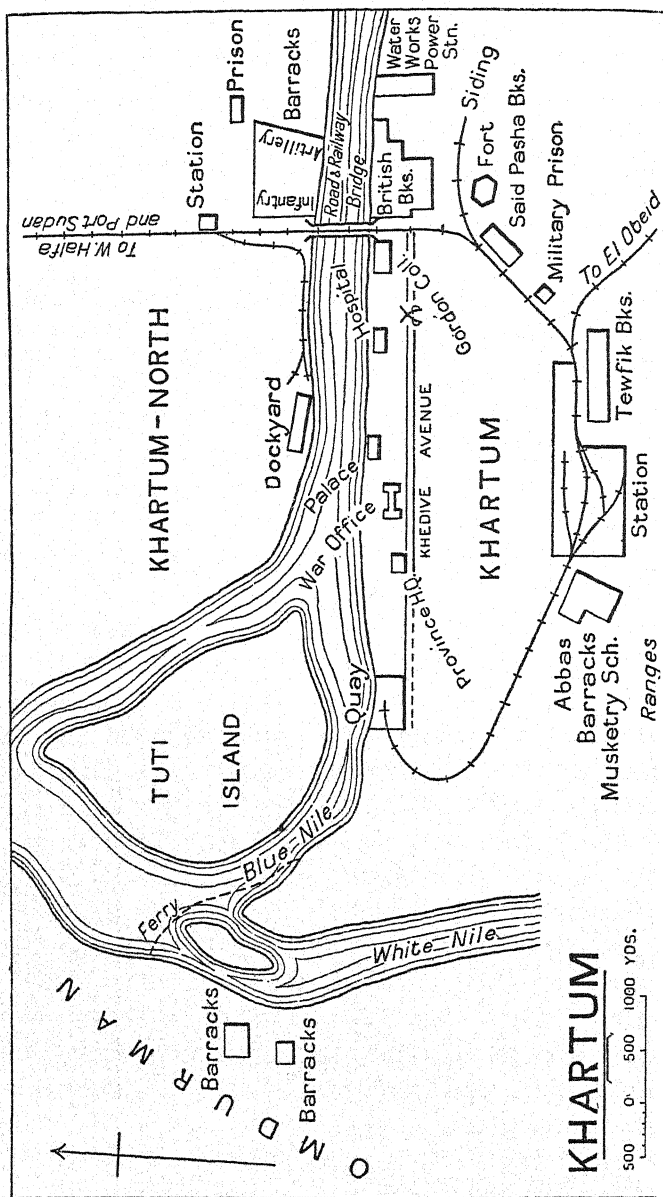 To W. Halfa
and Port Sudan
Station
Prison
KHARTUM-NORTH
Infantry
Artillery
Barracks
Dockyard
Road & Railway
Bridge
Water
Works
Power
Stn.
British
Bks.
Hospital
Palace
War Office
Gordon Coll.
KHEDIVE AVENUE
KHARTUM
Province HQ.
Quay
TUTI
ISLAND
Blue Nile
Ferry
White Nile
OMDURMAN
Barracks
Barracks
Siding
Fort
Said Pasha Bks.
Military Prison
To El Obeid
Tewfik Bks.
Station
Abbas
Barracks
Musketry Sch.
Ranges
KHARTUM
500 0 500 1000 YDS.